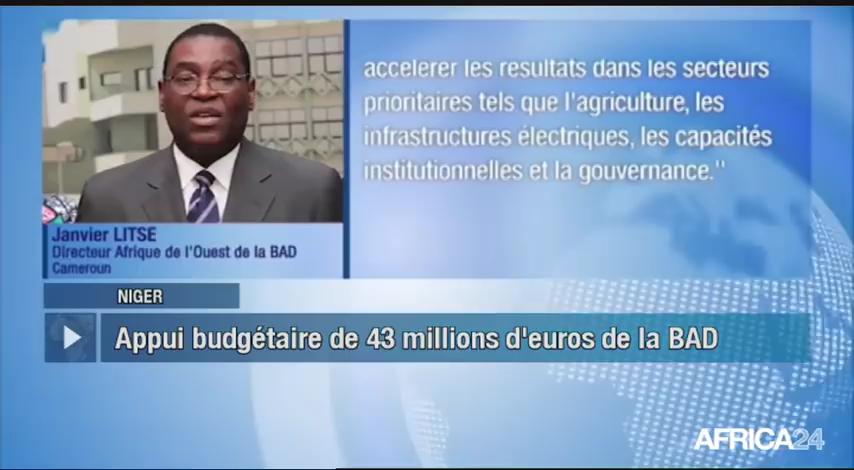 accelerer les resultats dans les secteurs
prioritaires tels que l'agriculture, les
infrastructures électriques, les capacités
institutionnelles et la gouvernance."
Janvier LITSE
Directeur Afrique de l'Ouest de la BAD
Cameroun
NIGER
Appui budgétaire de 43 millions d'euros de la BAD
AFRICA24